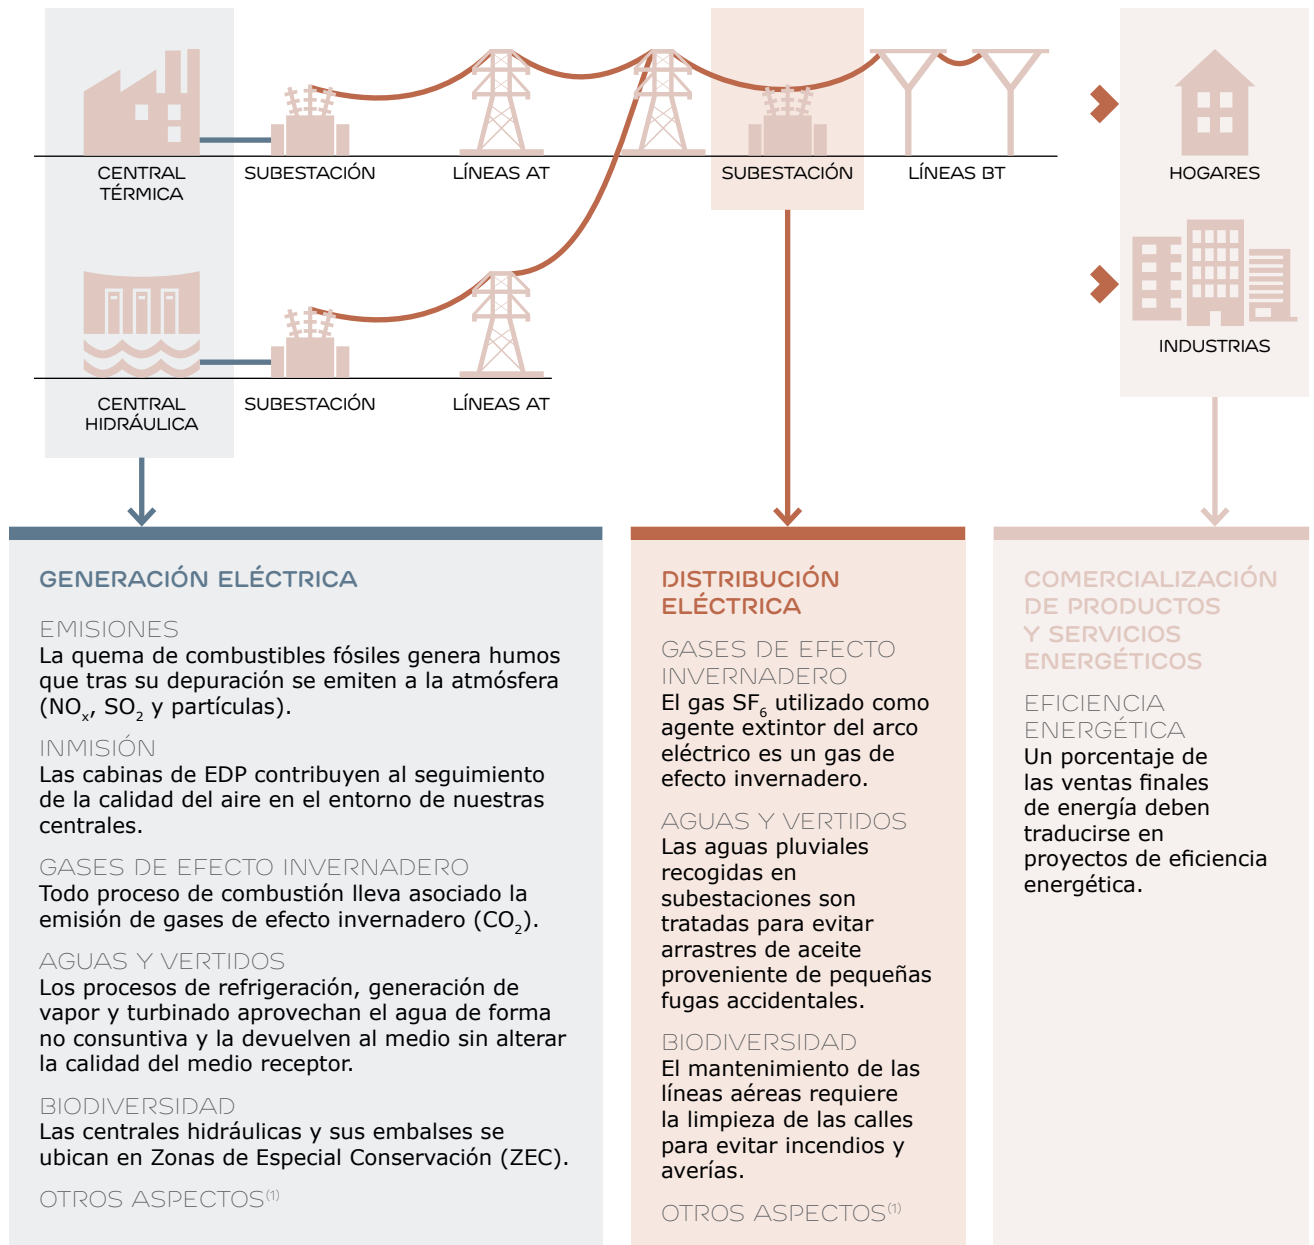 CENTRAL
TÉRMICA
SUBESTACIÓN
LÍNEAS AT
SUBESTACIÓN
LÍNEAS BT
HOGARES
INDUSTRIAS
CENTRAL
HIDRÁULICA
SUBESTACIÓN
LÍNEAS AT
GENERACIÓN ELÉCTRICA
EMISIONES
La quema de combustibles fósiles genera humos
que tras su depuración se emiten a la atmósfera
(NOₓ, SO₂ y partículas).
INMISIÓN
Las cabinas de EDP contribuyen al seguimiento
de la calidad del aire en el entorno de nuestras
centrales.
GASES DE EFECTO INVERNADERO
Todo proceso de combustión lleva asociado la
emisión de gases de efecto invernadero (CO₂).
AGUAS Y VERTIDOS
Los procesos de refrigeración, generación de
vapor y turbinado aprovechan el agua de forma
no consuntiva y la devuelven al medio sin alterar
la calidad del medio receptor.
BIODIVERSIDAD
Las centrales hidráulicas y sus embalses se
ubican en Zonas de Especial Conservación (ZEC).
OTROS ASPECTOS⁽¹⁾
DISTRIBUCIÓN
ELÉCTRICA
GASES DE EFECTO
INVERNADERO
El gas SF₆ utilizado como
agente extintor del arco
eléctrico es un gas de
efecto invernadero.
AGUAS Y VERTIDOS
Las aguas pluviales
recogidas en
subestaciones son
tratadas para evitar
arrastres de aceite
proveniente de pequeñas
fugas accidentales.
BIODIVERSIDAD
El mantenimiento de las
líneas aéreas requiere
la limpieza de las calles
para evitar incendios y
averías.
OTROS ASPECTOS⁽¹⁾
COMERCIALIZACIÓN
DE PRODUCTOS
Y SERVICIOS
ENERGÉTICOS
EFICIENCIA
ENERGÉTICA
Un porcentaje de
las ventas finales
de energía deben
traducirse en
proyectos de eficiencia
energética.